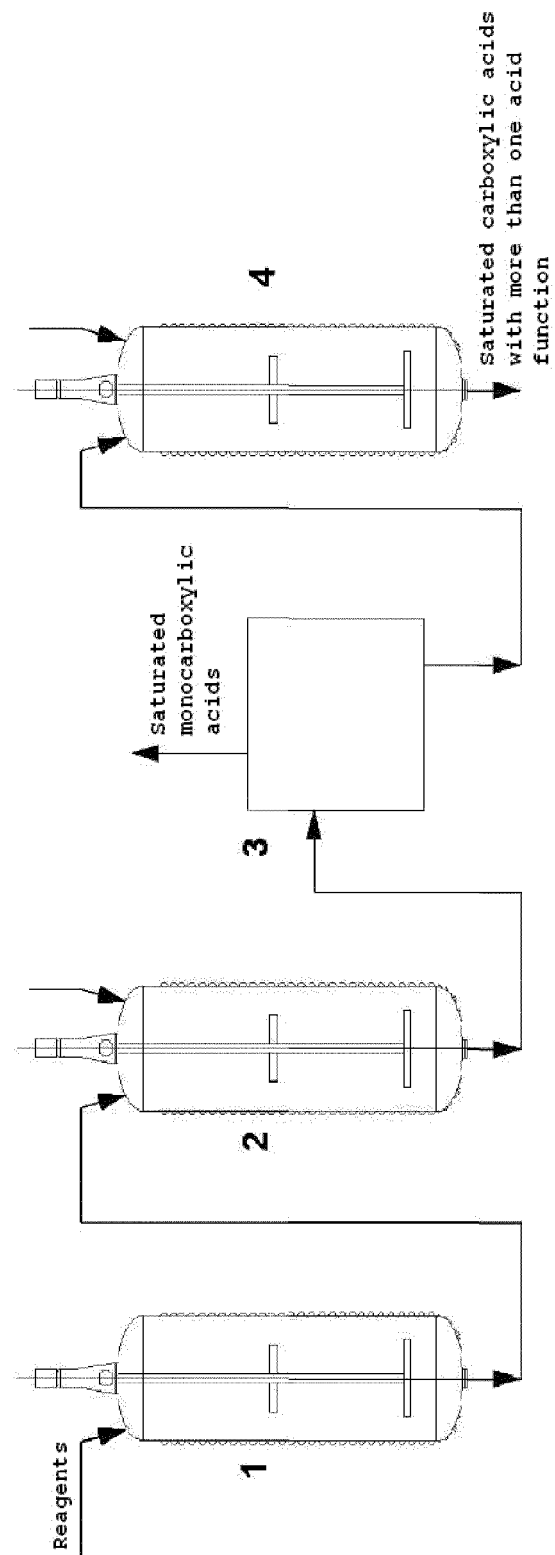 Reagents
1
2
3
Saturated
monocarboxylic
acids
4
Saturated carboxylic acids
with more than one acid
function